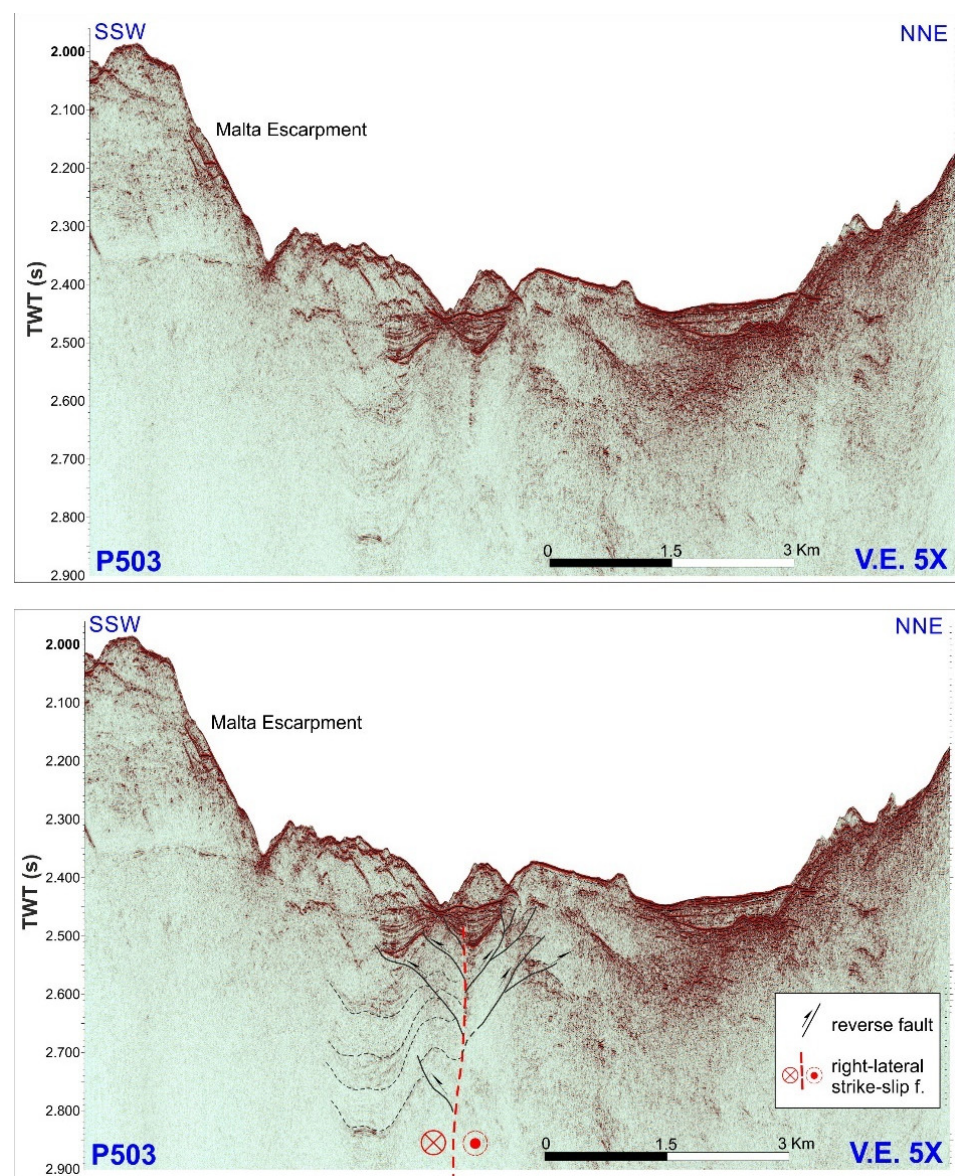 SSW
NNE
2.000
2.100
Malta Escarpment
2.200
2.300
TWT (s)
2.400
2.500
2.600
2.700
2.800
0
1.5
3 Km
P503
V.E. 5X
2.900
SSW
NNE
2.000
2.100
Malta Escarpment
2.200
2.300
TWT (s)
2.400
2.500
2.600
reverse fault
2.700
right-lateral
strike-slip f.
2.800
0
1.5
3 Km
P503
V.E. 5X
2.900